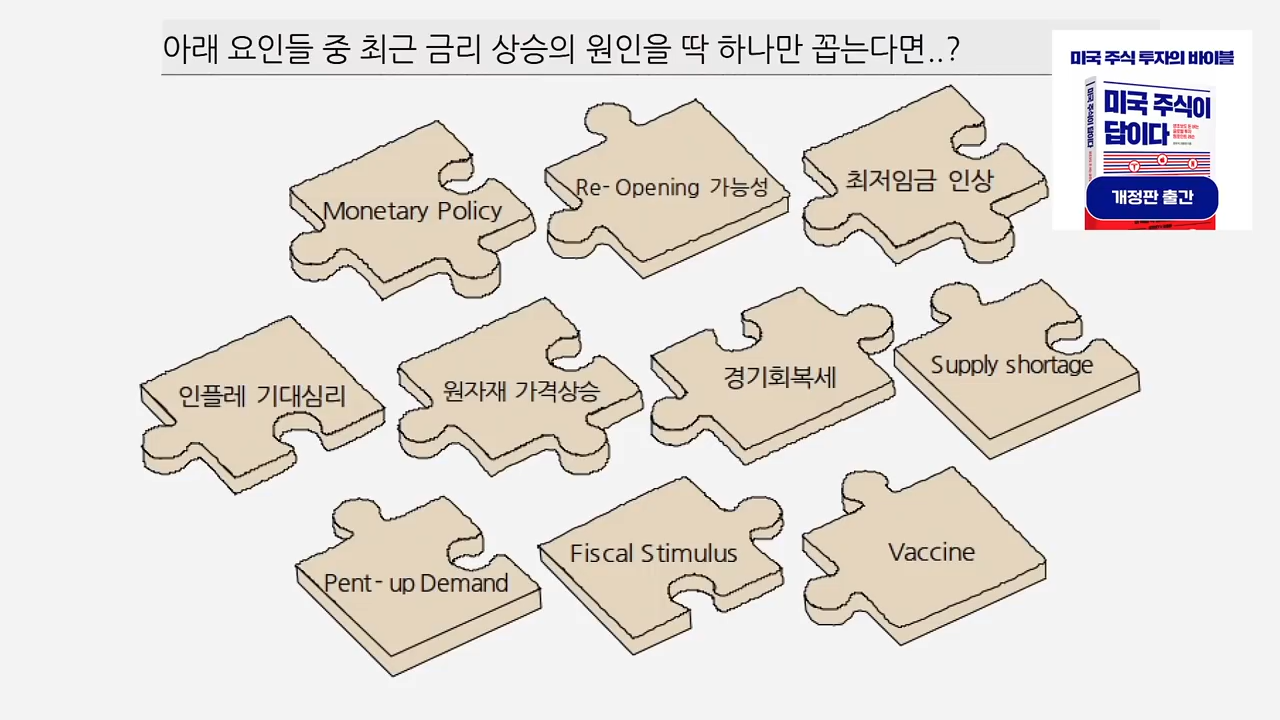 아래 요인들 중 최근 금리 상승의 원인을 딱 하나만 꼽는다면..?
미국 주식 투자의 바이블
미국 주식이
답이다
개정판 출간
Monetary Policy
Re-Opening 가능성
최저임금 인상
인플레 기대심리
원자재 가격상승
경기회복세
Supply shortage
Pent-up Demand
Fiscal Stimulus
Vaccine